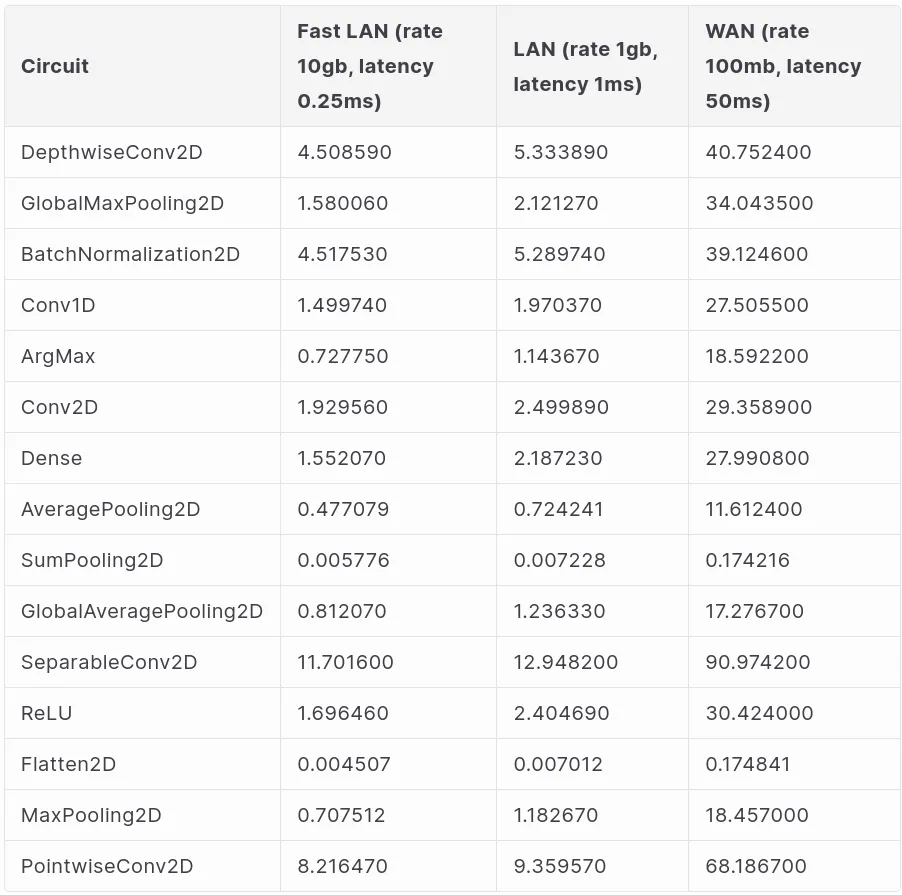 Circuit Fast LAN (rate 10gb, latency 0.25ms) LAN (rate 1gb, latency 1ms) WAN (rate 100mb, latency 50ms)
DepthwiseConv2D 4.508590 5.333890 40.752400
GlobalMaxPooling2D 1.580060 2.121270 34.043500
BatchNormalization2D 4.517530 5.289740 39.124600
Conv1D 1.499740 1.970370 27.505500
ArgMax 0.727750 1.143670 18.592200
Conv2D 1.929560 2.499890 29.358900
Dense 1.552070 2.187230 27.990800
AveragePooling2D 0.477079 0.724241 11.612400
SumPooling2D 0.005776 0.007228 0.174216
GlobalAveragePooling2D 0.812070 1.236330 17.276700
SeparableConv2D 11.701600 12.948200 90.974200
ReLU 1.696460 2.404690 30.424000
Flatten2D 0.004507 0.007012 0.174841
MaxPooling2D 0.707512 1.182670 18.457000
PointwiseConv2D 8.216470 9.359570 68.186700